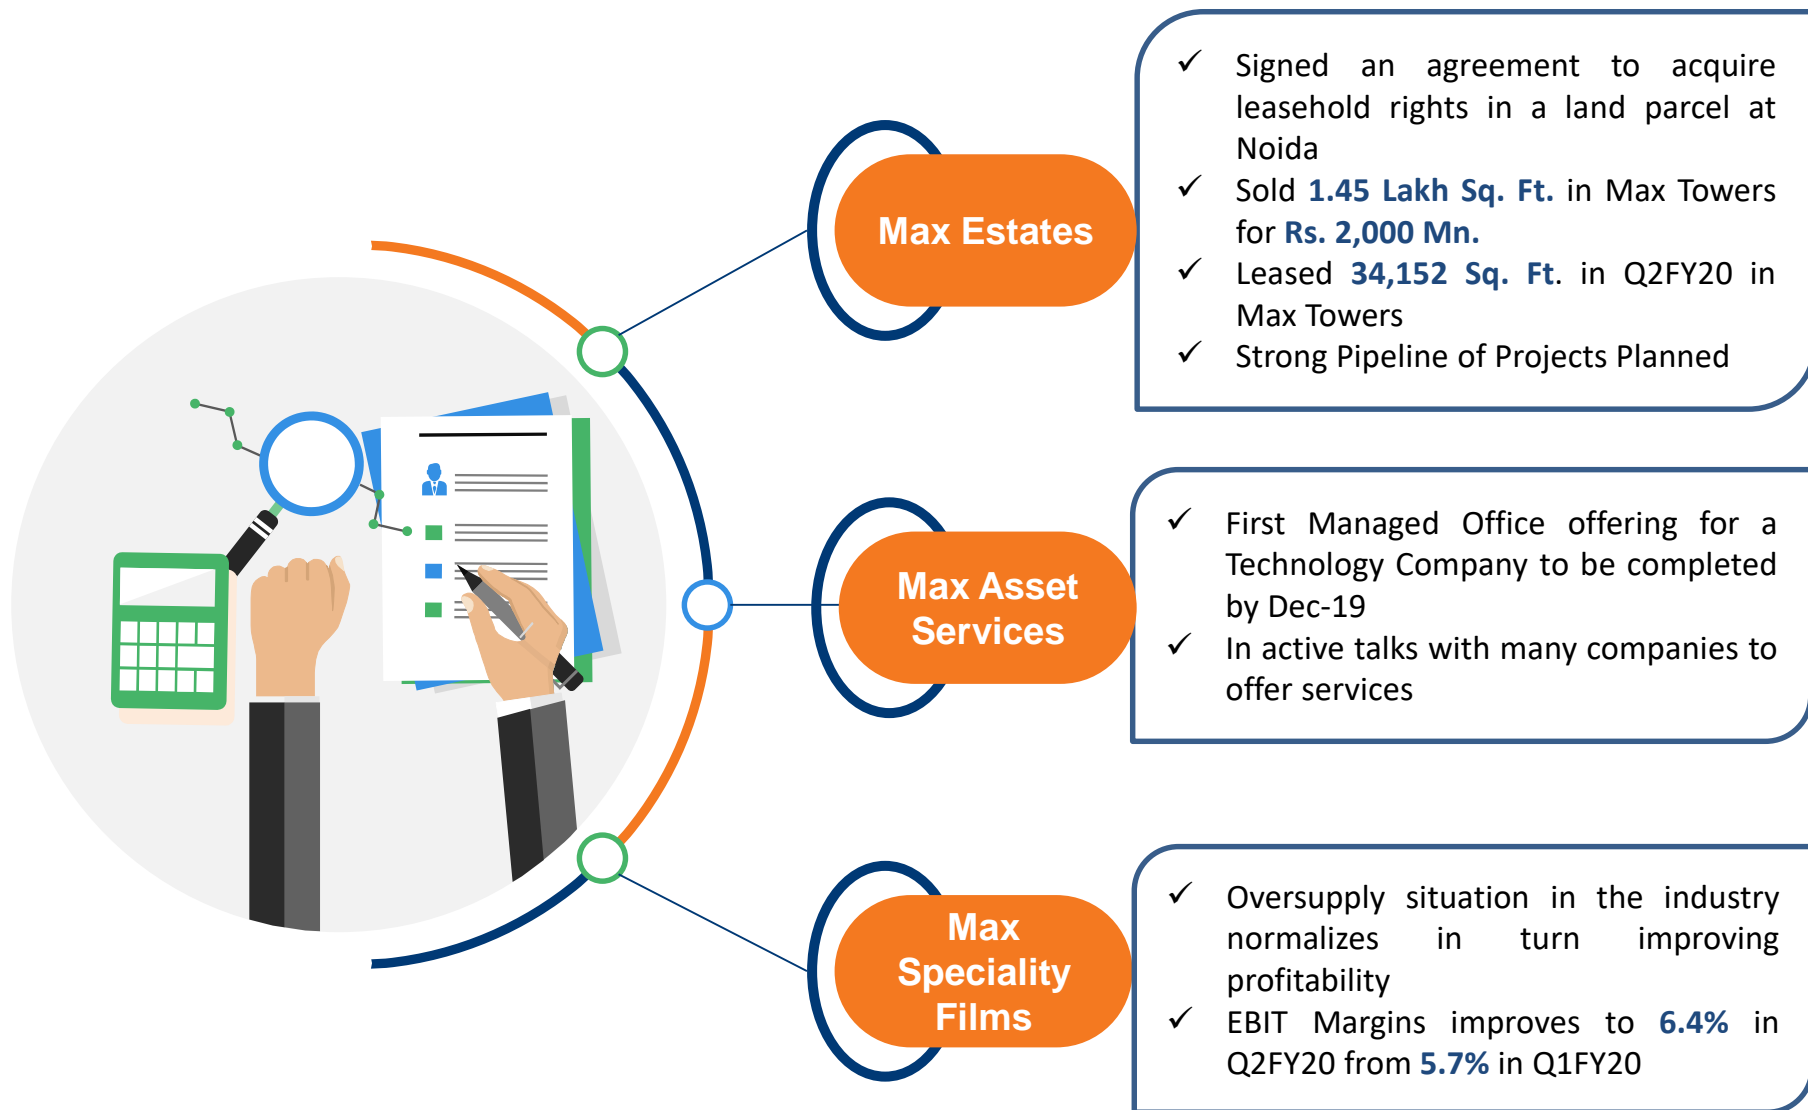 Max Estates
✓ Signed an agreement to acquire
leasehold rights in a land parcel at
Noida
✓ Sold 1.45 Lakh Sq. Ft. in Max Towers
for Rs. 2,000 Mn.
✓ Leased 34,152 Sq. Ft. in Q2FY20 in
Max Towers
✓ Strong Pipeline of Projects Planned
Max Asset
Services
✓ First Managed Office offering for a
Technology Company to be completed
by Dec-19
✓ In active talks with many companies to
offer services
Max
Speciality
Films
✓ Oversupply situation in the industry
normalizes in turn improving
profitability
✓ EBIT Margins improves to 6.4% in
Q2FY20 from 5.7% in Q1FY20